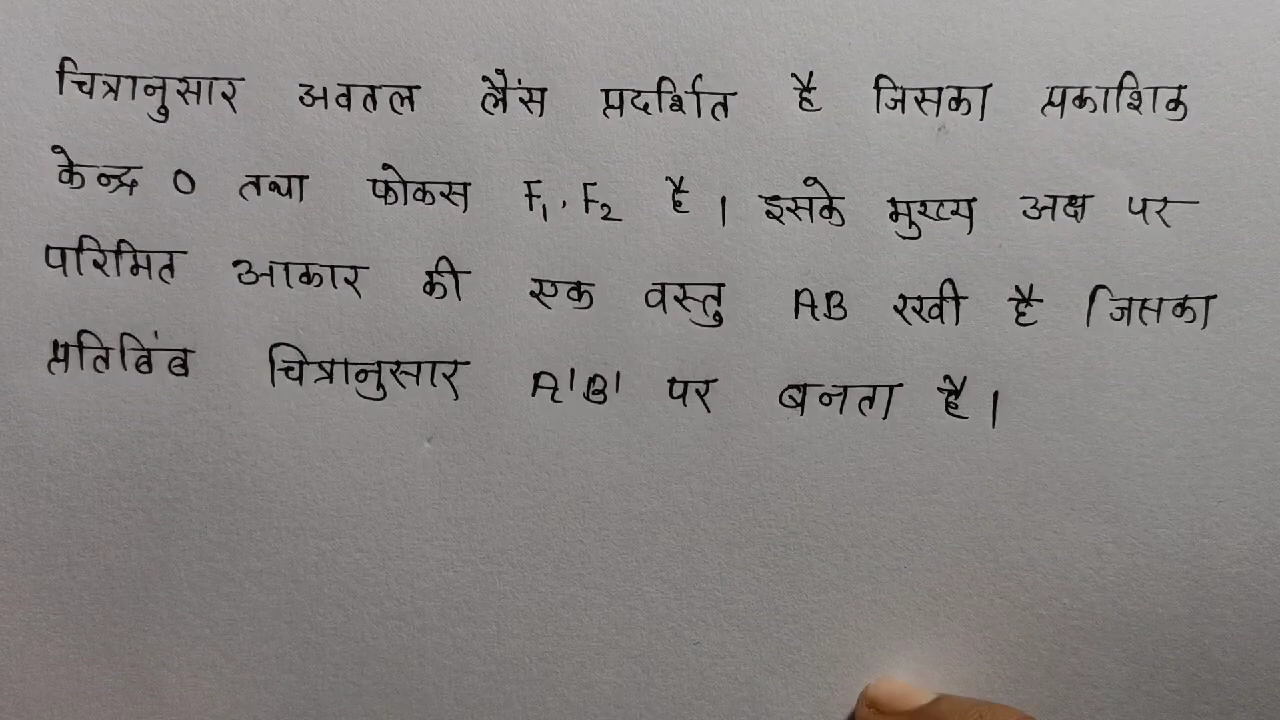 चित्रानुसार अवतल लैंस प्रदर्शित है जिसका प्रकाशिक
केन्द्र O तथा फोकस F₁, F₂ है। इसके मुख्य अक्ष पर
परिमित आकार की एक वस्तु AB रखी है जिसका
प्रतिबिंब चित्रानुसार A'B' पर बनता है।